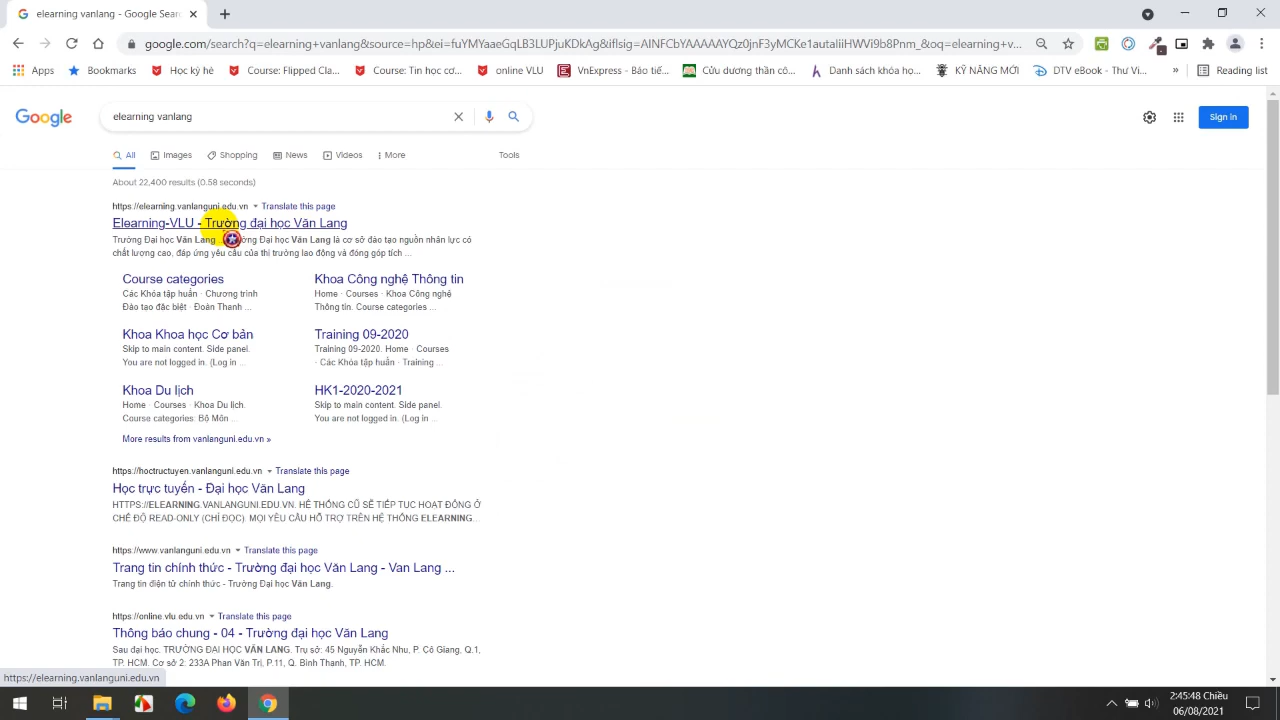 elearning vanlang - Google Sear
google.com/search?q=elearning+vanlang&source=hp&ei=
Apps
Bookmarks
Học kỳ hè
Course: Flipped Cla...
Course: Tin học cơ...
online VLU
VnExpress - Báo tiế...
Cửu dương thần cô...
Danh sách khóa họ...
KỸ NĂNG MỚI
DTV eBook - Thư Vi...
»
Reading list
Google
elearning vanlang
Sign in
All
Images
Shopping
News
Videos
More
Tools
About 22,400 results (0.58 seconds)
https://elearning.vanlanguni.edu.vn
Translate this page
Elearning-VLU - Trường đại học Văn Lang
Trường Đại học Văn Lang Đại học Văn Lang là cơ sở đào tạo nguồn nhân lực có
chất lượng cao, đáp ứng yêu cầu của thị trường lao động và đóng góp tích ...
Course categories
Các Khóa tập huấn · Chương trình
Đào tạo đặc biệt · Đoàn Thanh ...
Khoa Công nghệ Thông tin
Home · Courses · Khoa Công nghệ
Thông tin. Course categories ...
Khoa Khoa học Cơ bản
Skip to main content. Side panel.
You are not logged in. (Log in ...
Training 09-2020
Training 09-2020. Home · Courses
· Các Khóa tập huấn · Training ...
Khoa Du lịch
Home · Courses · Khoa Du lịch.
Course categories: Bộ Môn ...
HK1-2020-2021
Skip to main content. Side panel.
You are not logged in. (Log in ...
More results from vanlanguni.edu.vn »
https://hoctructuyen.vanlanguni.edu.vn
Translate this page
Học trực tuyến - Đại học Văn Lang
HTTPS://ELEARNING.VANLANGUNI.EDU.VN. HỆ THỐNG CŨ SẼ TIẾP TỤC HOẠT ĐỘNG Ở
CHẾ ĐỘ READ-ONLY (CHỈ ĐỌC). MỌI YÊU CẦU HỖ TRỢ TRÊN HỆ THỐNG ELEARNING...
https://www.vanlanguni.edu.vn
Translate this page
Trang tin chính thức - Trường đại học Văn Lang - Van Lang ...
Trang tin điện tử chính thức - Trường Đại học Văn Lang.
https://online.vlu.edu.vn
Translate this page
Thông báo chung - 04 - Trường đại học Văn Lang
Sau đại học. TRƯỜNG ĐẠI HỌC VĂN LANG. Trụ sở: 45 Nguyễn Khắc Nhu, P. Cô Giang, Q.1,
TP. HCM. Cơ sở 2: 233A Phan Văn Trị, P.11, Q. Bình Thạnh, TP. HCM.
https://elearning.vanlanguni.edu.vn
2:45:48 Chiều
06/08/2021